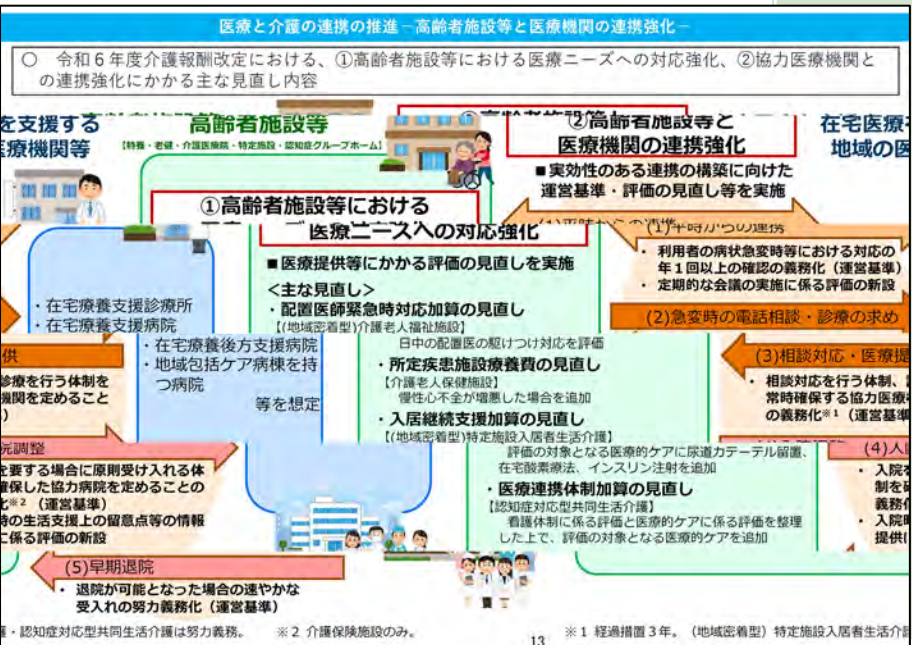 医療と介護の連携の推進－高齢者施設等と医療機関の連携強化－
○ 令和６年度介護報酬改定における、①高齢者施設等における医療ニーズへの対応強化、②協力医療機関と
の連携強化にかかる主な見直し内容
を支援する
医療機関等
・在宅療養支援診療所
・在宅療養支援病院
・在宅療養後方支援病院
・地域包括ケア病棟を持
つ病院
等を想定
高齢者施設等
【特養・老健・介護医療院・特定施設・認知症グループホーム】
①高齢者施設等における
医療ニーズへの対応強化
■医療提供等にかかる評価の見直しを実施
＜主な見直し＞
・配置医師緊急時対応加算の見直し
【(地域密着型)介護老人福祉施設】
日中の配置医の駆けつけ対応を評価
・所定疾患施設療養費の見直し
【介護老人保健施設】
慢性心不全が増悪した場合を追加
・入居継続支援加算の見直し
【(地域密着型)特定施設入居者生活介護】
評価の対象となる医療的ケアに尿道カテーテル留置、
在宅酸素療法、インスリン注射を追加
・医療連携体制加算の見直し
【認知症対応型共同生活介護】
看護体制に係る評価と医療的ケアに係る評価を整理
した上で、評価の対象となる医療的ケアを追加
②高齢者施設等と
医療機関の連携強化
■実効性のある連携の構築に向けた
運営基準・評価の見直し等を実施
(1)平時からの連携
・ 利用者の病状急変時等における対応の
年１回以上の確認の義務化（運営基準）
・ 定期的な会議の実施に係る評価の新設
(2)急変時の電話相談・診療の求め
(3)相談対応・医療提
・ 相談対応を行う体制、
常時確保する協力医療
の義務化※１（運営基準
(4)入
・ 入院
制を確
義務化
・ 入院時
提供
在宅医療
地域の医
供
診療を行う体制を
機関を定めること
院調整
を要する場合に原則受け入れる体
確保した協力病院を定めることの
化※２（運営基準）
時の生活支援上の留意点等の情報
に係る評価の新設
(5)早期退院
・ 退院が可能となった場合の速やかな
受入れの努力義務化（運営基準）
護・認知症対応型共同生活介護は努力義務。 ※２ 介護保険施設のみ。
13
※１ 経過措置３年。（地域密着型）特定施設入居者生活介護